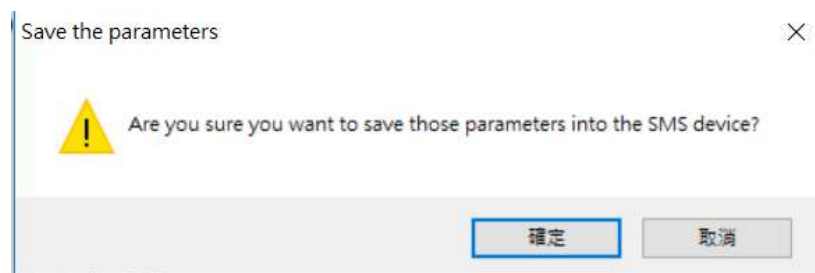 Save the parameters
Are you sure you want to save those parameters into the SMS device?
確定
取消